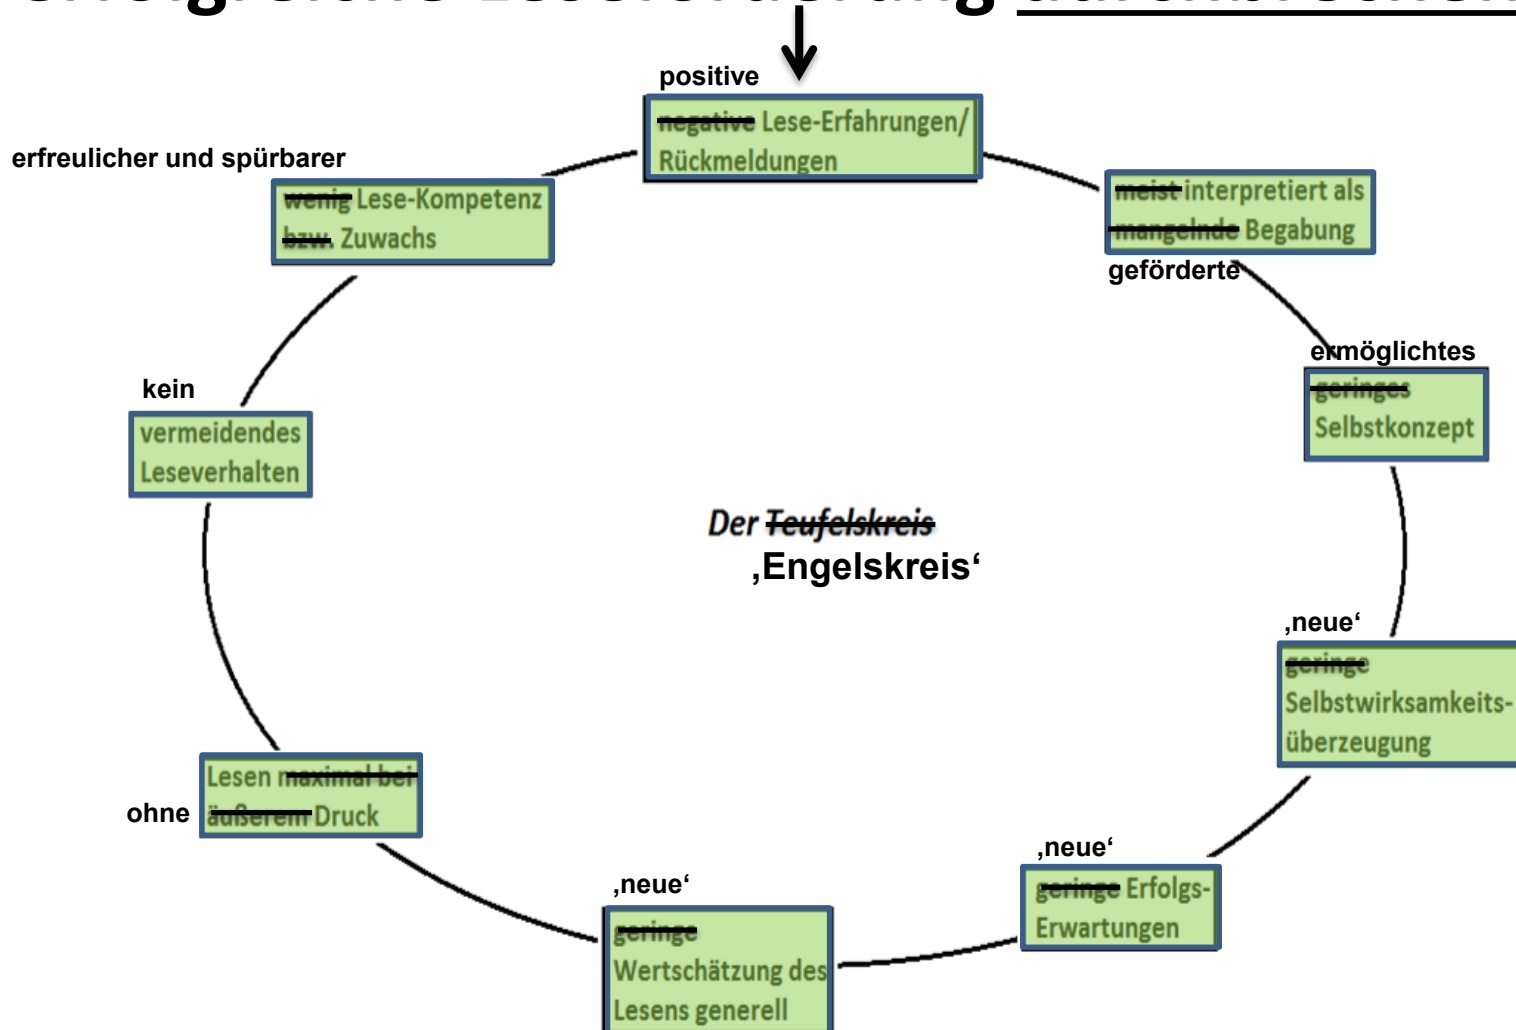 positive
negative Lese-Erfahrungen/
Rückmeldungen
erfreulicher und spürbarer
wenig Lese-Kompetenz
bzw. Zuwachs
meist interpretiert als
mangelnde Begabung
geförderte
ermöglichtes
geringes
Selbstkonzept
kein
vermeidendes
Leseverhalten
Der Teufelskreis
‚Engelskreis‘
‚neue‘
geringe
Selbstwirksamkeits-
überzeugung
Lesen maximal bei
ohne äußerem Druck
‚neue‘
geringe Erfolgs-
Erwartungen
‚neue‘
geringe
Wertschätzung des
Lesens generell